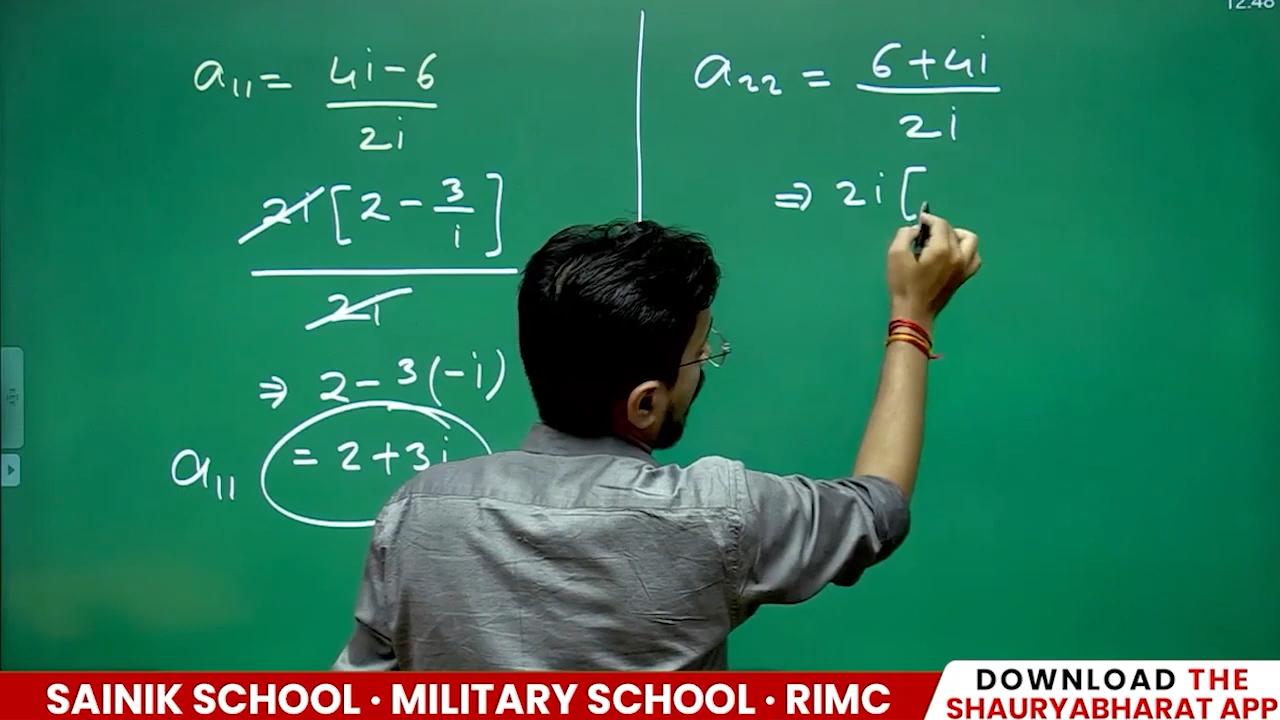 12:48
a₁₁ = 4i-6
2i
2i [2 - 3/i]
2i
⇒ 2 - 3(-i)
a₁₁ = 2+3i
a₂₂ = 6+4i
2i
⇒ 2i [
SAINIK SCHOOL · MILITARY SCHOOL · RIMC
DOWNLOAD THE
SHAURYABHARAT APP